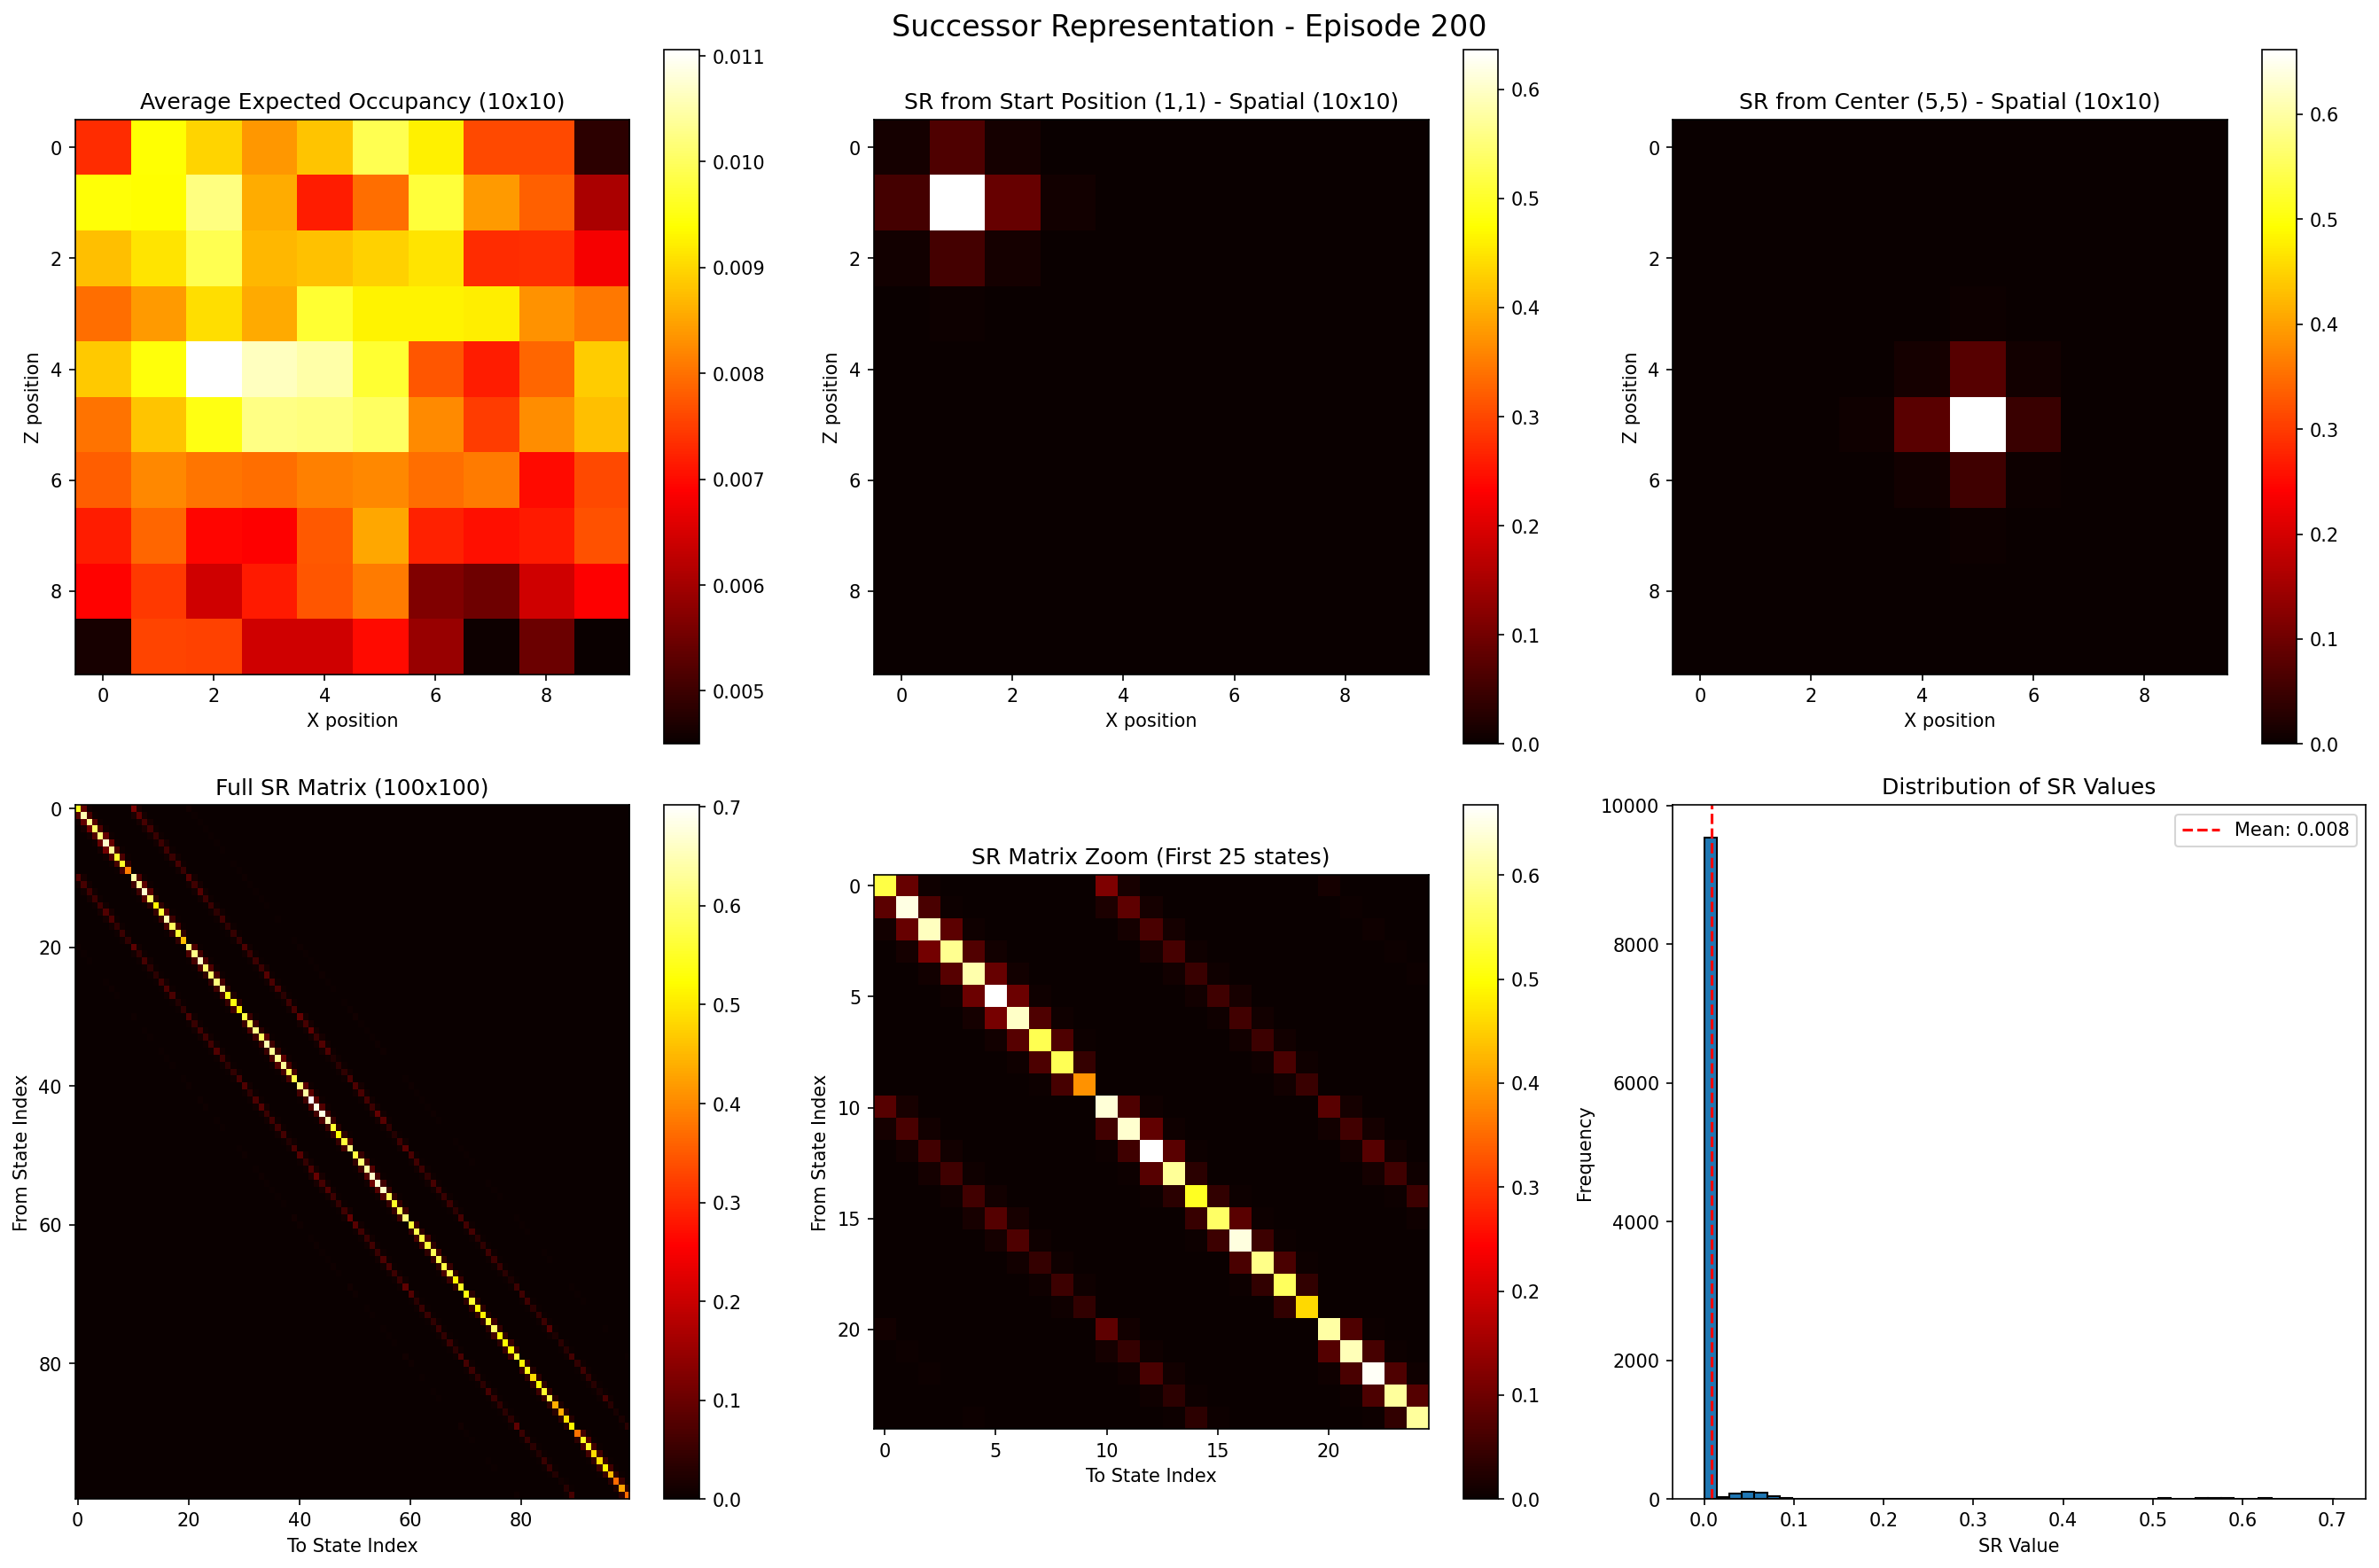 Successor Representation - Episode 200
Average Expected Occupancy (10x10)
0
2
4
6
8
Z position
0 2 4 6 8
X position
0.011
0.010
0.009
0.008
0.007
0.006
0.005
SR from Start Position (1,1) - Spatial (10x10)
0
2
4
6
8
Z position
0 2 4 6 8
X position
0.6
0.5
0.4
0.3
0.2
0.1
0.0
SR from Center (5,5) - Spatial (10x10)
0
2
4
6
8
Z position
0 2 4 6 8
X position
0.6
0.5
0.4
0.3
0.2
0.1
0.0
Full SR Matrix (100x100)
0
20
40
60
80
From State Index
0 20 40 60 80
To State Index
0.7
0.6
0.5
0.4
0.3
0.2
0.1
0.0
SR Matrix Zoom (First 25 states)
0
5
10
15
20
From State Index
0 5 10 15 20
To State Index
0.6
0.5
0.4
0.3
0.2
0.1
0.0
Distribution of SR Values
Mean: 0.008
10000
8000
6000
4000
2000
0
Frequency
0.0 0.1 0.2 0.3 0.4 0.5 0.6 0.7
SR Value